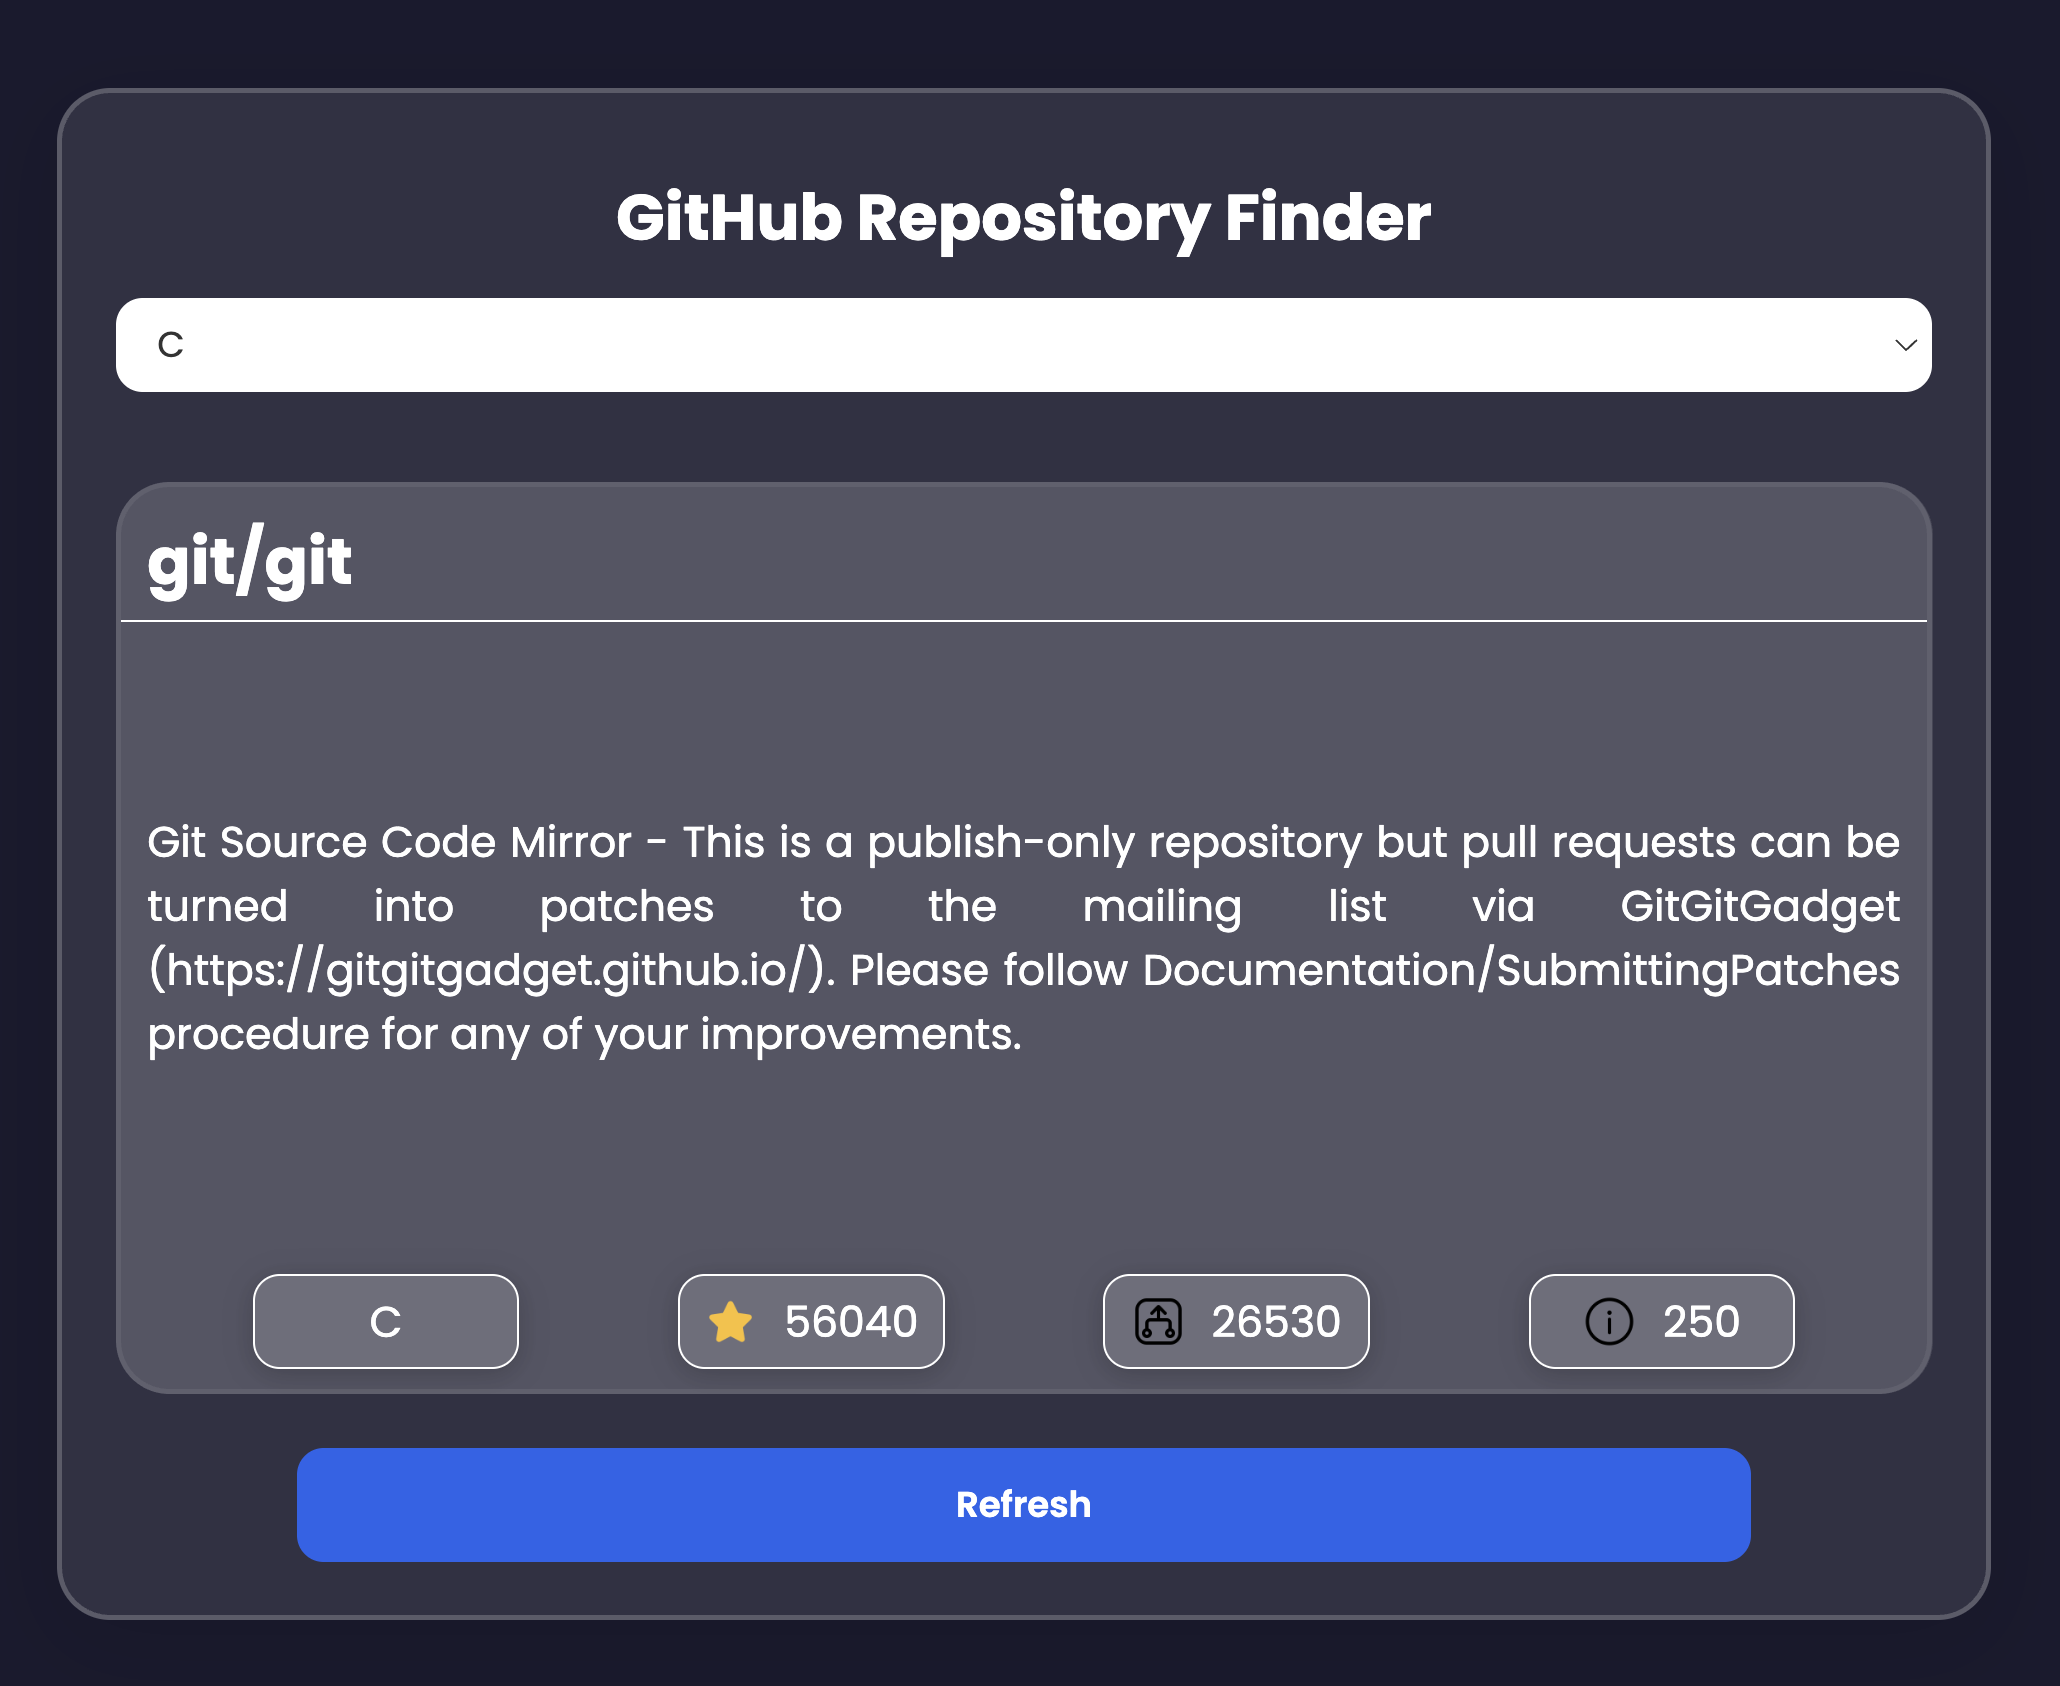 GitHub Repository Finder
C
git/git
Git Source Code Mirror - This is a publish-only repository but pull requests can be
turned into patches to the mailing list via GitGitGadget
(https://gitgitgadget.github.io/). Please follow Documentation/SubmittingPatches
procedure for any of your improvements.
C 56040 26530 250
Refresh